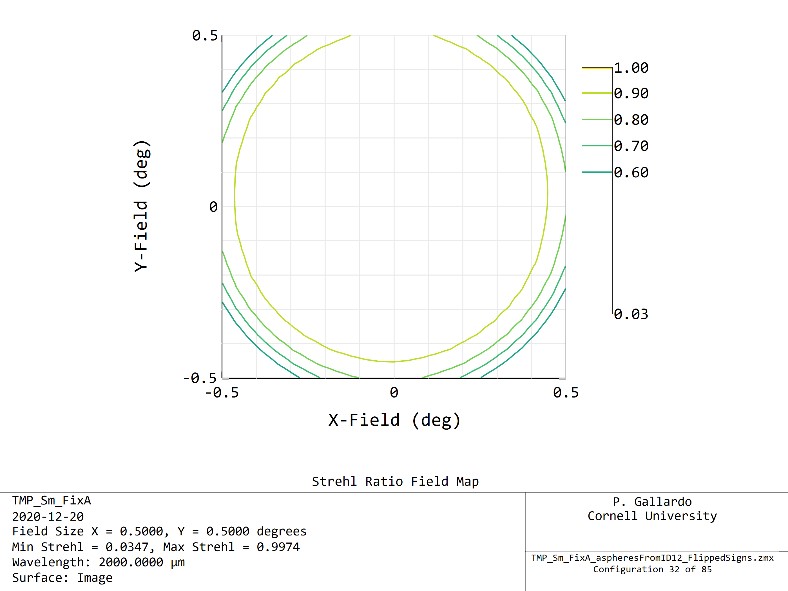 0.5
0
-0.5
-0.5 0 0.5
Y-Field (deg)
X-Field (deg)
1.00
0.90
0.80
0.70
0.60
0.03
Strehl Ratio Field Map
TMP_Sm_FixA
2020-12-20
Field Size X = 0.5000, Y = 0.5000 degrees
Min Strehl = 0.0347, Max Strehl = 0.9974
Wavelength: 2000.0000 µm
Surface: Image
P. Gallardo
Cornell University
TMP_Sm_FixA_aspheresFromID12_FlippedSigns.zmx
Configuration 32 of 85